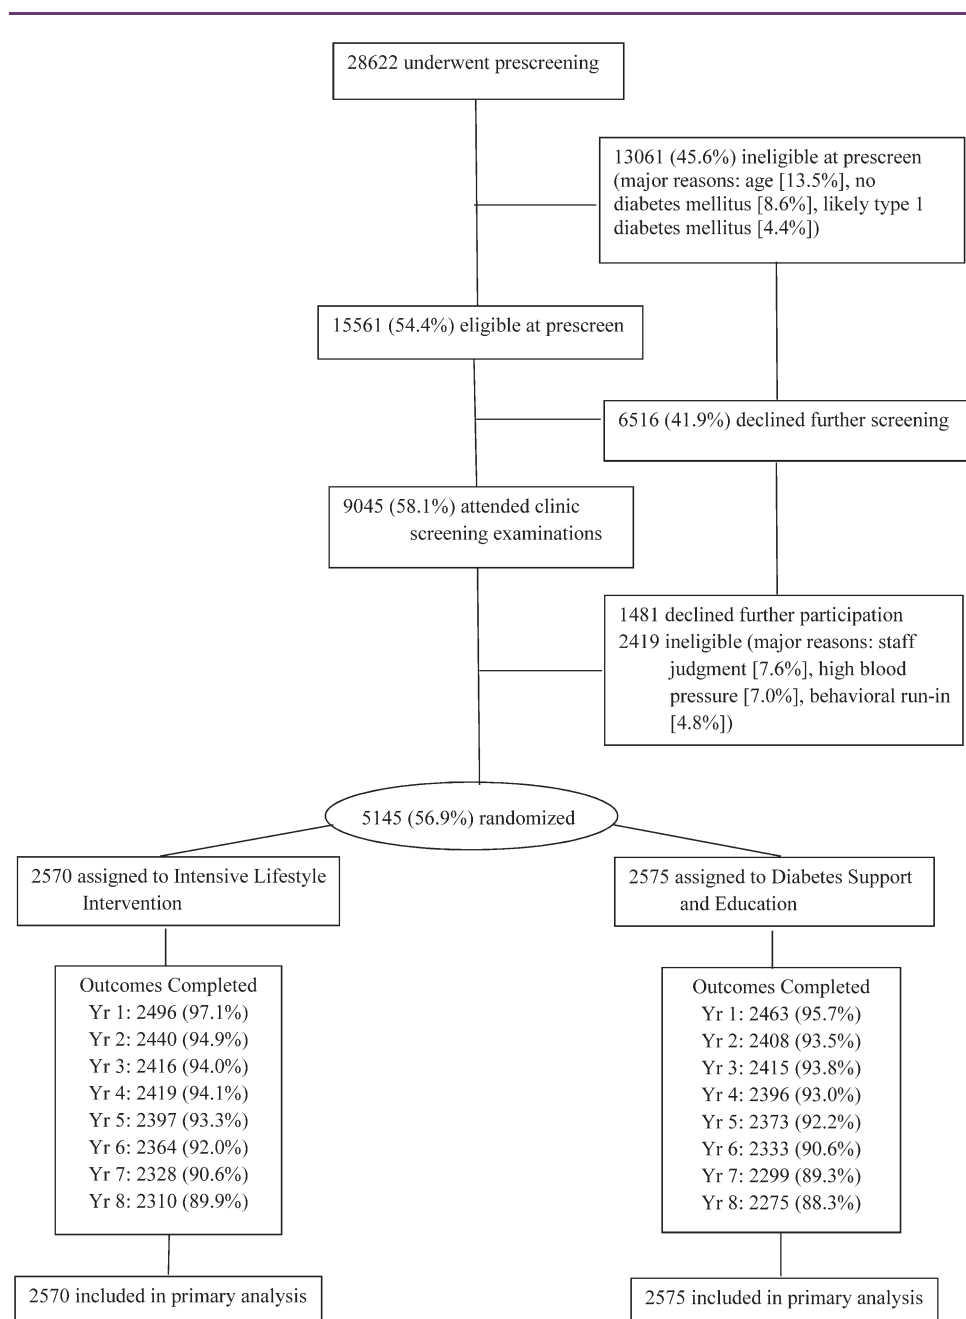 28622 underwent prescreening
13061 (45.6%) ineligible at prescreen
(major reasons: age [13.5%], no
diabetes mellitus [8.6%], likely type 1
diabetes mellitus [4.4%])
15561 (54.4%) eligible at prescreen
6516 (41.9%) declined further screening
9045 (58.1%) attended clinic
screening examinations
1481 declined further participation
2419 ineligible (major reasons: staff
judgment [7.6%], high blood
pressure [7.0%], behavioral run-in
[4.8%])
5145 (56.9%) randomized
2570 assigned to Intensive Lifestyle
Intervention
2575 assigned to Diabetes Support
and Education
Outcomes Completed
Yr 1: 2496 (97.1%)
Yr 2: 2440 (94.9%)
Yr 3: 2416 (94.0%)
Yr 4: 2419 (94.1%)
Yr 5: 2397 (93.3%)
Yr 6: 2364 (92.0%)
Yr 7: 2328 (90.6%)
Yr 8: 2310 (89.9%)
Outcomes Completed
Yr 1: 2463 (95.7%)
Yr 2: 2408 (93.5%)
Yr 3: 2415 (93.8%)
Yr 4: 2396 (93.0%)
Yr 5: 2373 (92.2%)
Yr 6: 2333 (90.6%)
Yr 7: 2299 (89.3%)
Yr 8: 2275 (88.3%)
2570 included in primary analysis
2575 included in primary analysis